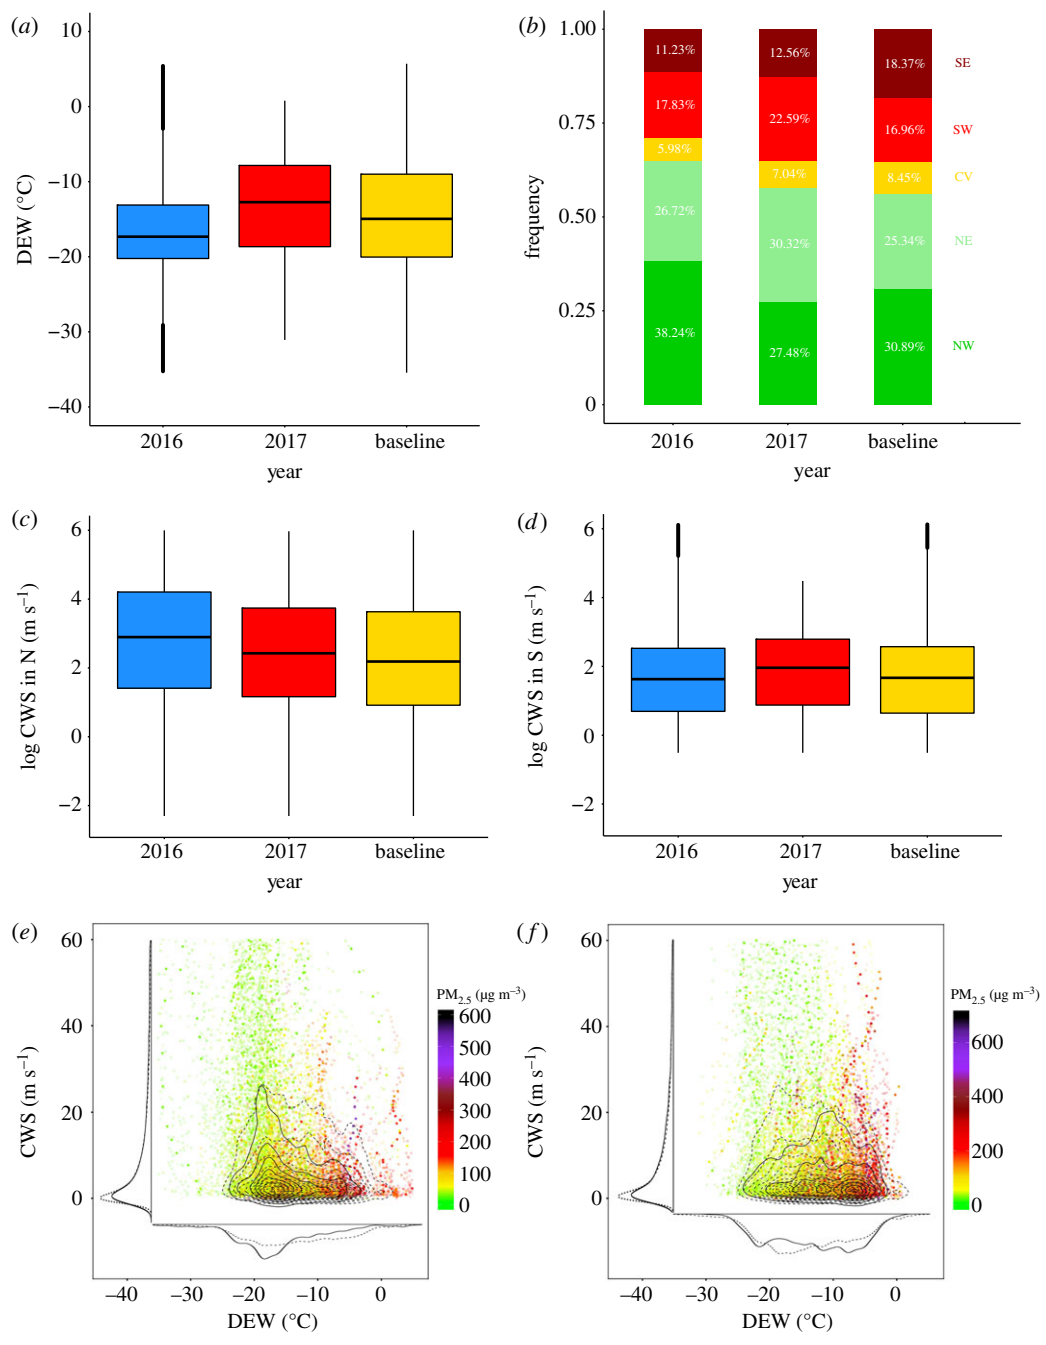 (a)
10
0
−10
−20
−30
−40
DEW (°C)
2016
2017
baseline
year
(b)
1.00
0.75
0.50
0.25
0
frequency
11.23%
17.83%
5.98%
26.72%
38.24%
12.56%
22.59%
7.04%
30.32%
27.48%
18.37%
16.96%
8.45%
25.34%
30.89%
SE
SW
CV
NE
NW
2016
2017
baseline
year
(c)
6
4
2
0
−2
log CWS in N (m s−1)
2016
2017
baseline
year
(d)
6
4
2
0
−2
log CWS in S (m s−1)
2016
2017
baseline
year
(e)
60
40
20
0
CWS (m s−1)
−40
−30
−20
−10
0
DEW (°C)
PM2.5 (µg m−3)
600
500
400
300
200
100
0
(f)
60
40
20
0
CWS (m s−1)
−40
−30
−20
−10
0
DEW (°C)
PM2.5 (µg m−3)
600
400
200
0